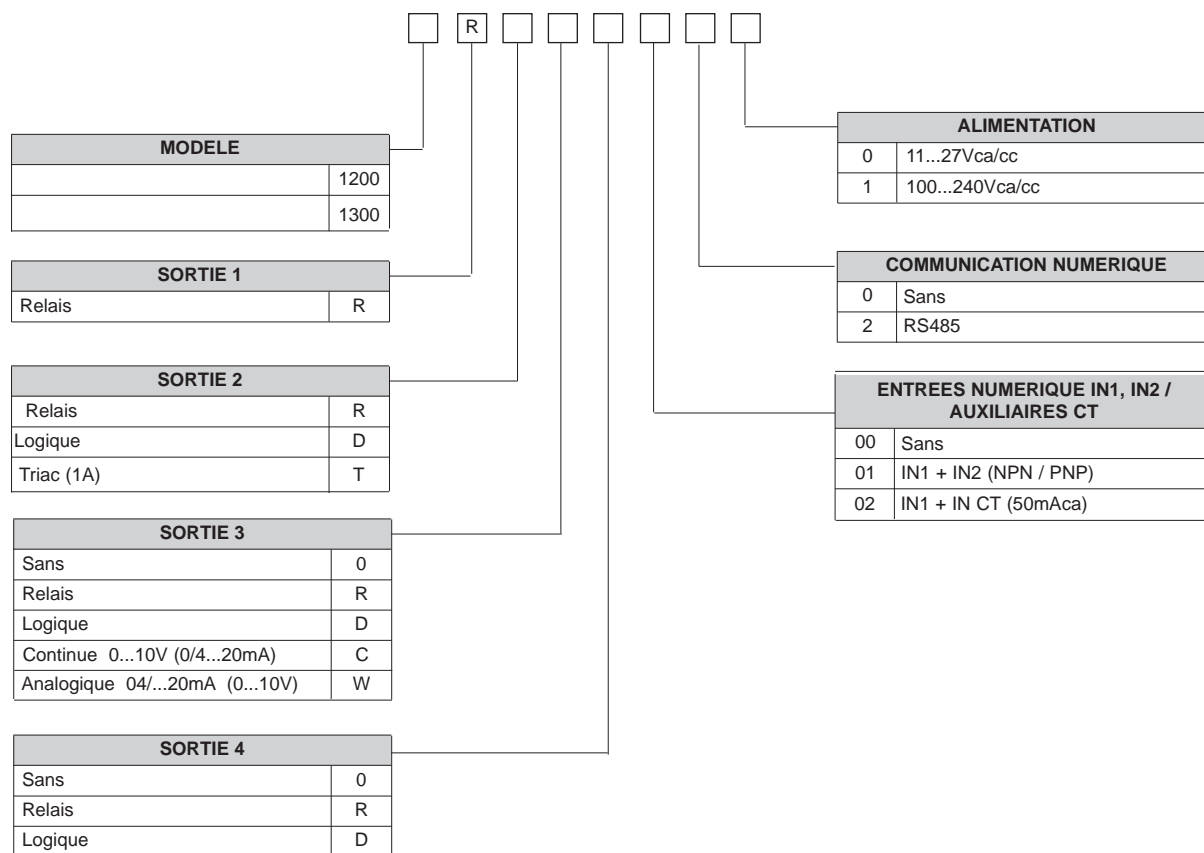 R
MODELE
1200
1300
SORTIE 1
Relais R
SORTIE 2
Relais R
Logique D
Triac (1A) T
SORTIE 3
Sans 0
Relais R
Logique D
Continue 0...10V (0/4...20mA) C
Analogique 04/...20mA (0...10V) W
SORTIE 4
Sans 0
Relais R
Logique D
ALIMENTATION
0 11...27Vca/cc
1 100...240Vca/cc
COMMUNICATION NUMERIQUE
0 Sans
2 RS485
ENTREES NUMERIQUE IN1, IN2 /
AUXILIAIRES CT
00 Sans
01 IN1 + IN2 (NPN / PNP)
02 IN1 + IN CT (50mAca)